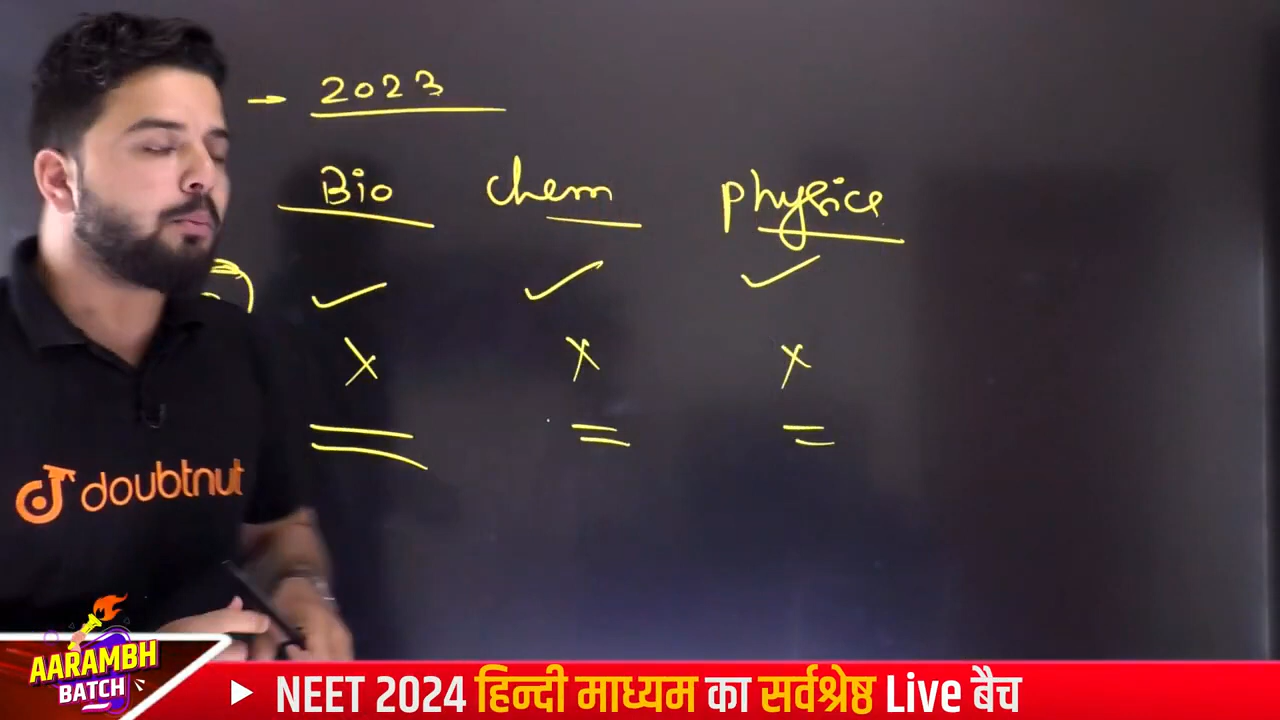 → 2023
Bio chem physics
✓ ✓ ✓
x x x
doubtnut
AARAMBH
BATCH
NEET 2024 हिन्दी माध्यम का सर्वश्रेष्ठ Live बैच